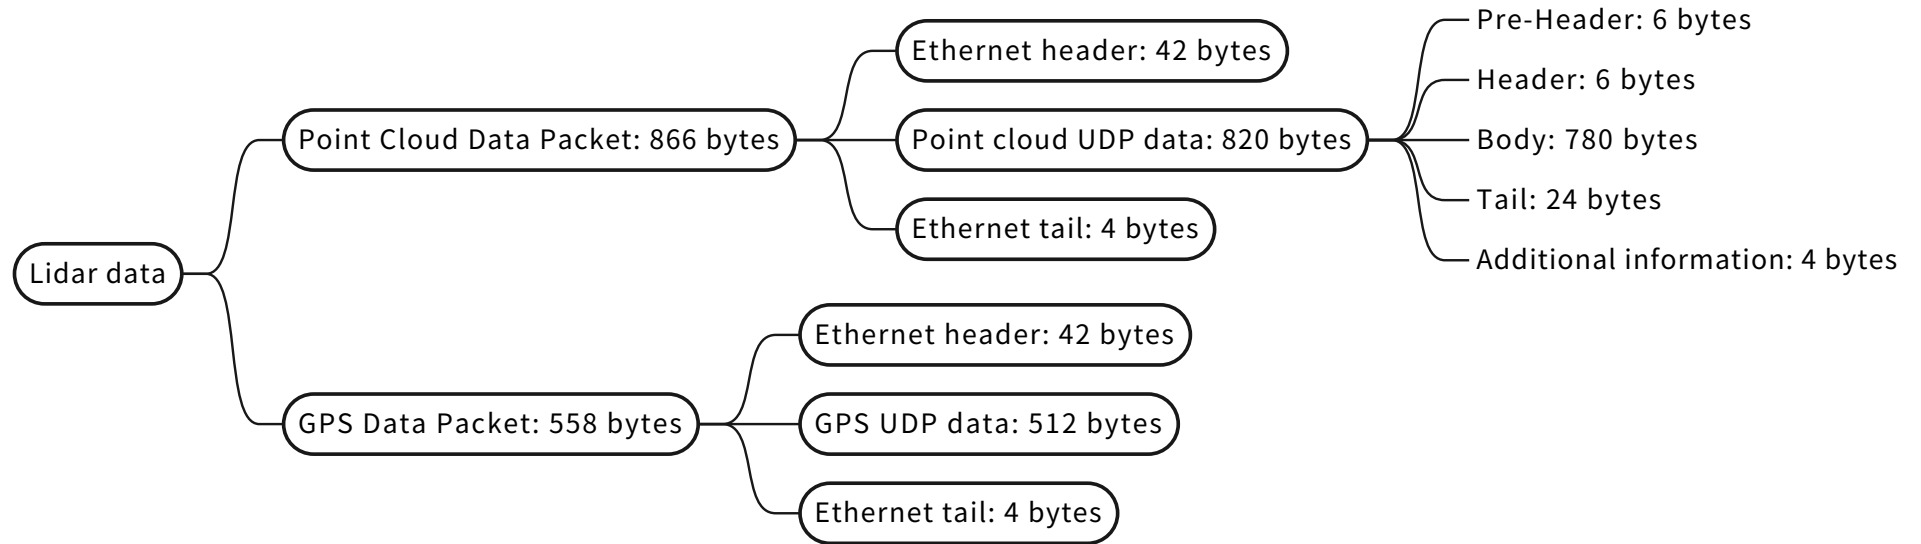 Lidar data
Point Cloud Data Packet: 866 bytes
Ethernet header: 42 bytes
Point cloud UDP data: 820 bytes
Pre-Header: 6 bytes
Header: 6 bytes
Body: 780 bytes
Tail: 24 bytes
Additional information: 4 bytes
Ethernet tail: 4 bytes
GPS Data Packet: 558 bytes
Ethernet header: 42 bytes
GPS UDP data: 512 bytes
Ethernet tail: 4 bytes